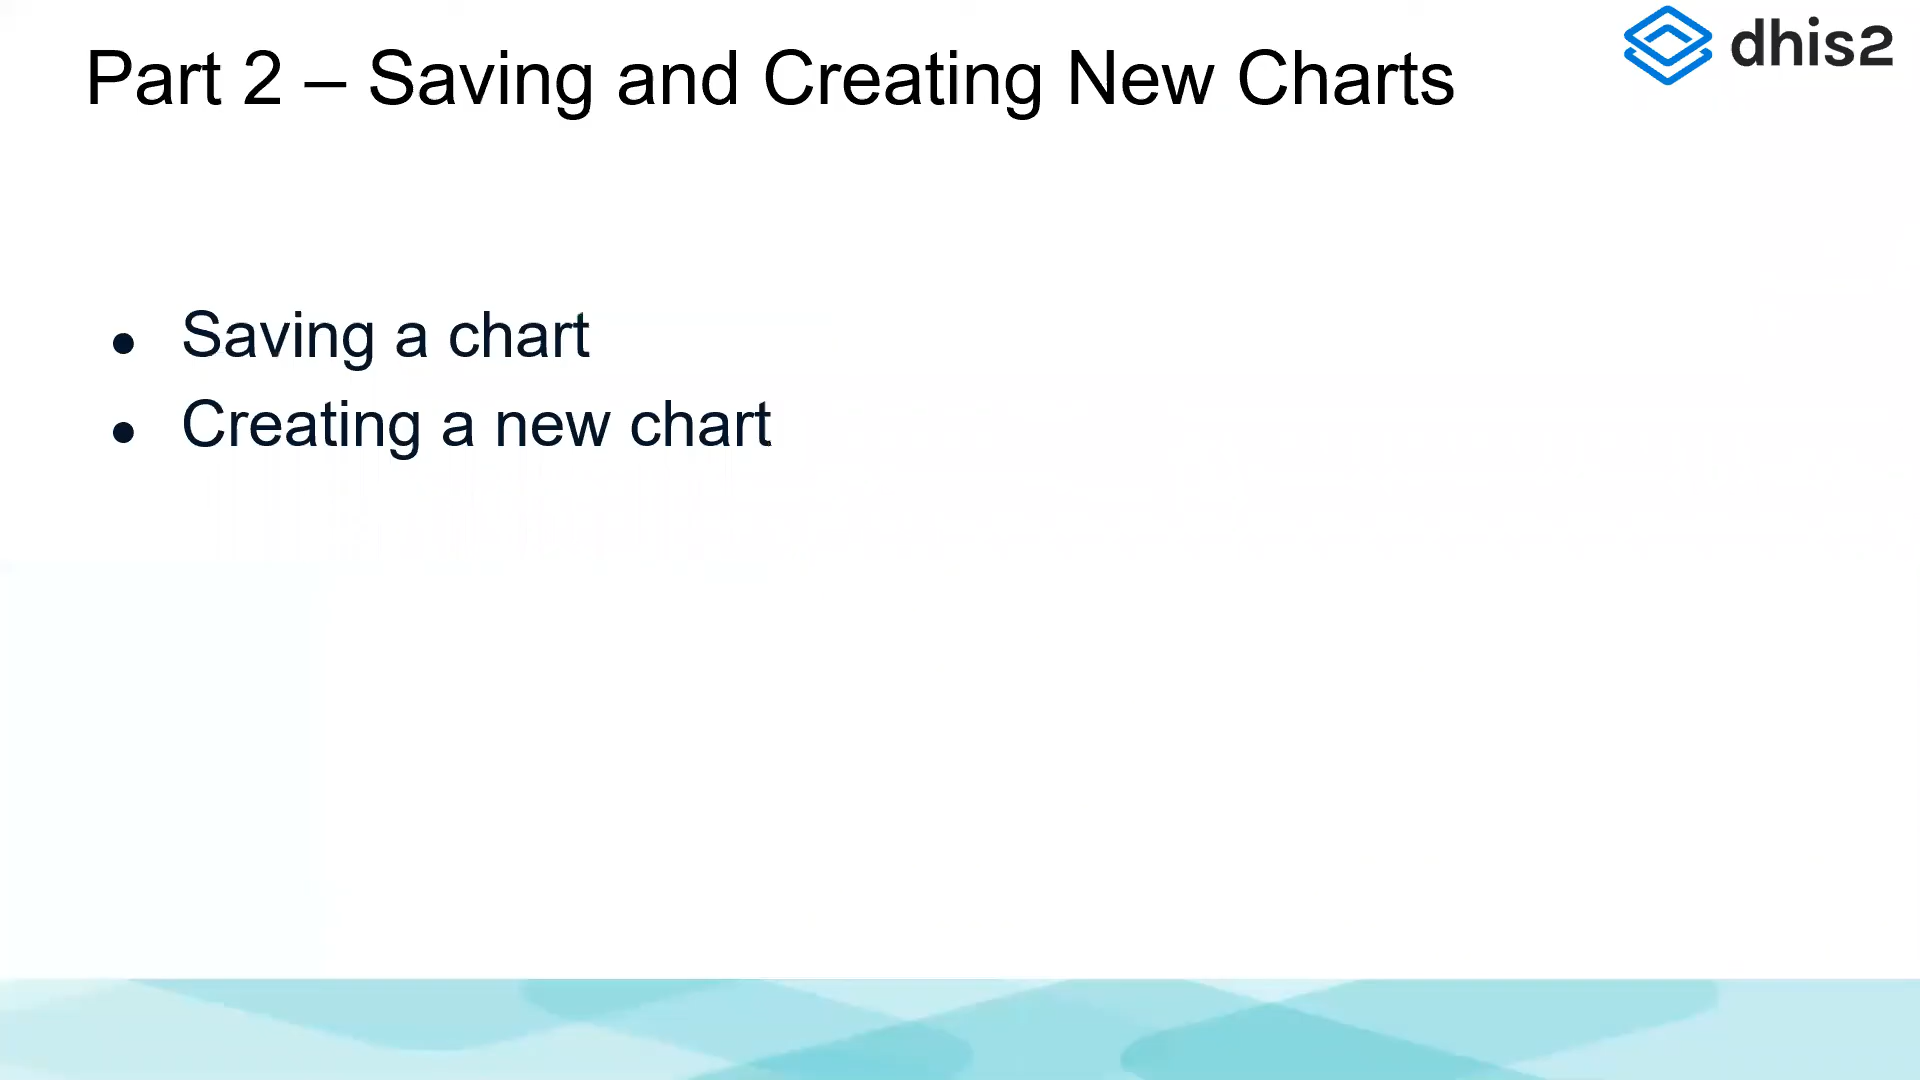 Part 2 – Saving and Creating New Charts
dhis2
● Saving a chart
● Creating a new chart